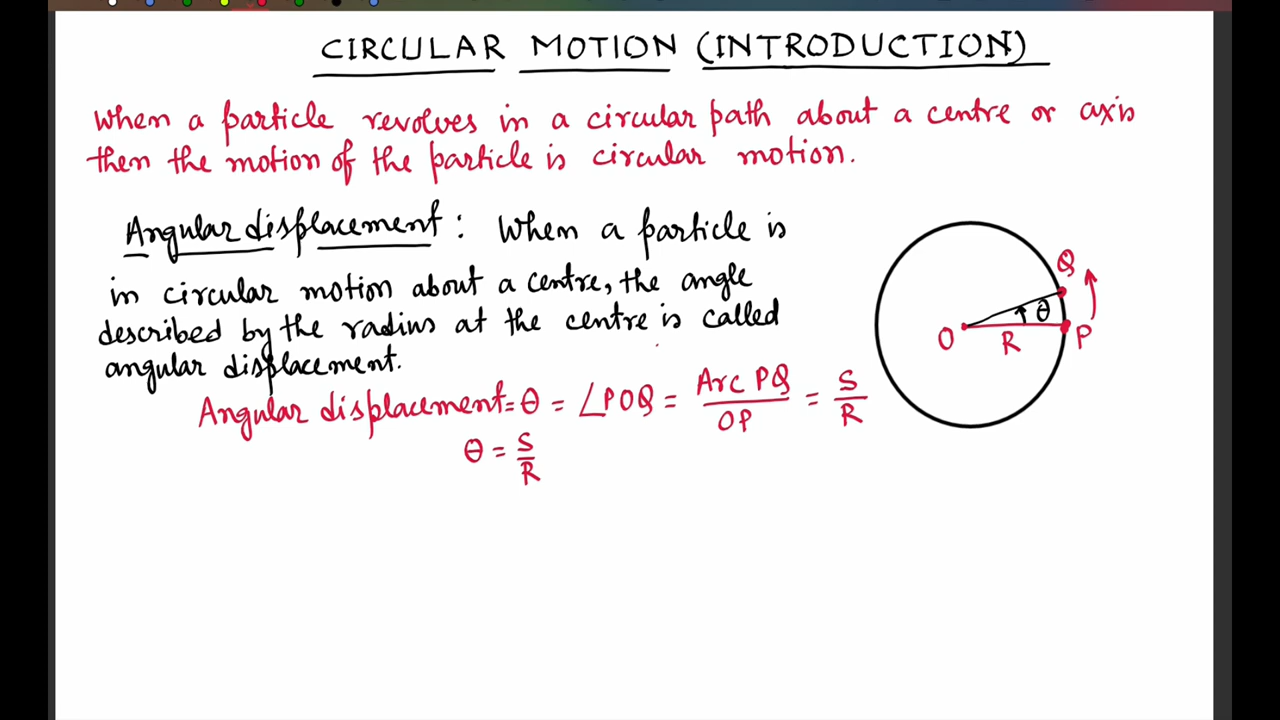 CIRCULAR MOTION (INTRODUCTION)
When a particle revolves in a circular path about a centre or axis
then the motion of the particle is circular motion.
Angular displacement : When a particle is
in circular motion about a centre, the angle
described by the radius at the centre is called
angular displacement.
Angular displacement = θ = ∠POQ = Arc PQ / OP = S / R
θ = S / R
Q
θ
O
R
P